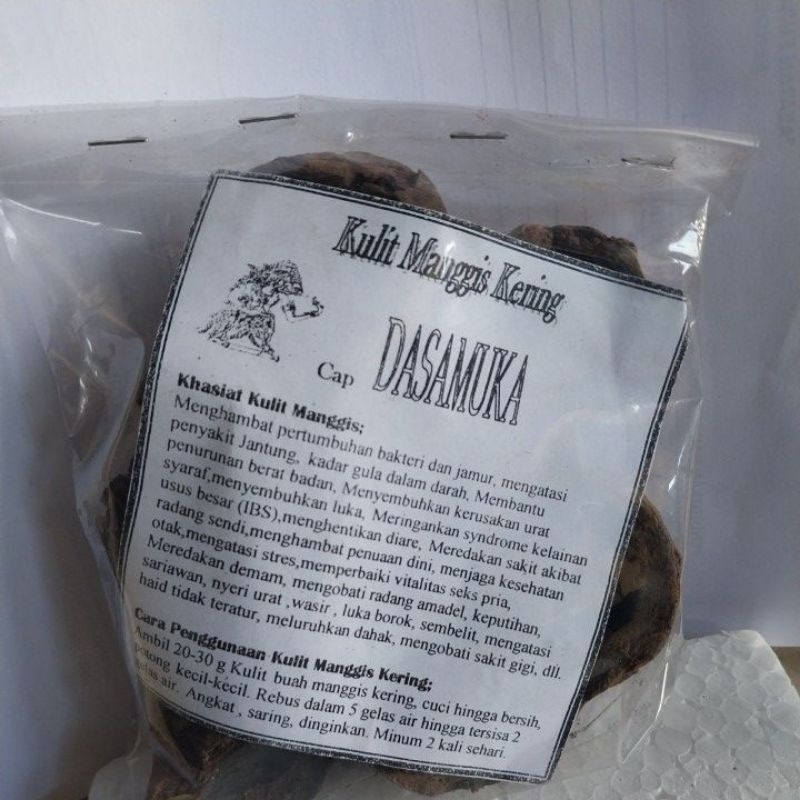 Kulit Manggis Kering
Cap DASAMUKA
Khasiat Kulit Manggis;
Menghambat pertumbuhan bakteri dan jamur, mengatasi
penyakit Jantung, kadar gula dalam darah, Membantu
penurunan berat badan, Menyembuhkan kerusakan urat
syaraf,menyembuhkan luka, Meringankan syndrome kelainan
usus besar (IBS),menghentikan diare, Meredakan sakit akibat
radang sendi,menghambat penuaan dini, menjaga kesehatan
otak,mengatasi stres,memperbaiki vitalitas seks pria,
Meredakan demam, mengobati radang amadel, keputihan,
sariawan, nyeri urat ,wasir , luka borok, sembelit, mengatasi
haid tidak teratur, meluruhkan dahak, mengobati sakit gigi, dll.
Cara Penggunaan Kulit Manggis Kering;
Ambil 20-30 g Kulit buah manggis kering, cuci hingga bersih,
potong kecil-kecil. Rebus dalam 5 gelas air hingga tersisa 2
gelas air. Angkat , saring, dinginkan. Minum 2 kali sehari.